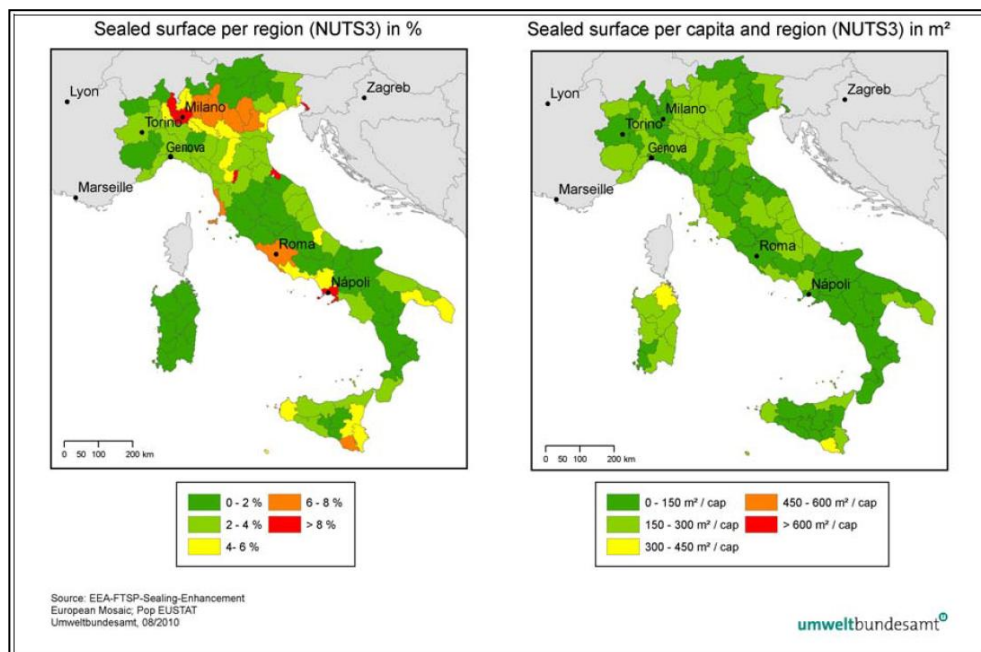 Sealed surface per region (NUTS3) in %
Lyon
Zagreb
Milano
Torino
Genova
Marseille
Roma
Nápoli
0 50 100 200 km
0 - 2 %
6 - 8 %
2 - 4 %
> 8 %
4- 6 %
Sealed surface per capita and region (NUTS3) in m²
Lyon
Zagreb
Milano
Torino
Genova
Marseille
Roma
Nápoli
0 50 100 200 km
0 - 150 m² / cap
450 - 600 m² / cap
150 - 300 m² / cap
> 600 m² / cap
300 - 450 m² / cap
Source: EEA-FTSP-Sealing-Enhancement
European Mosaic; Pop EUSTAT
Umweltbundesamt, 08/2010
umweltbundesamt